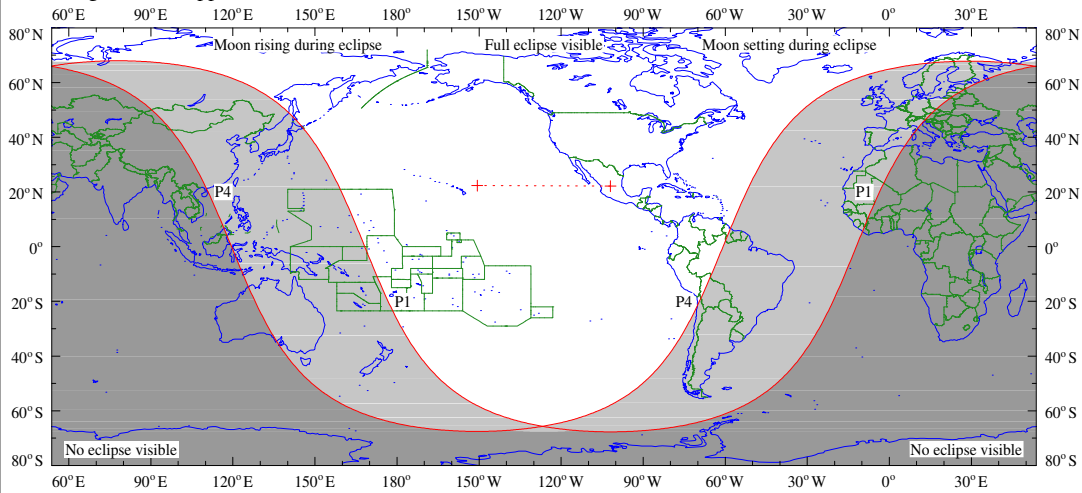 60° E 90° E 120° E 150° E 180° 150° W 120° W 90° W 60° W 30° W 0° 30° E
80° N Moon rising during eclipse Full eclipse visible Moon setting during eclipse 80° N
60° N 60° N
40° N 40° N
20° N P4 P1 20° N
0° 0°
20° S P1 P4 20° S
40° S 40° S
60° S 60° S
No eclipse visible No eclipse visible
80° S 80° S
60° E 90° E 120° E 150° E 180° 150° W 120° W 90° W 60° W 30° W 0° 30° E